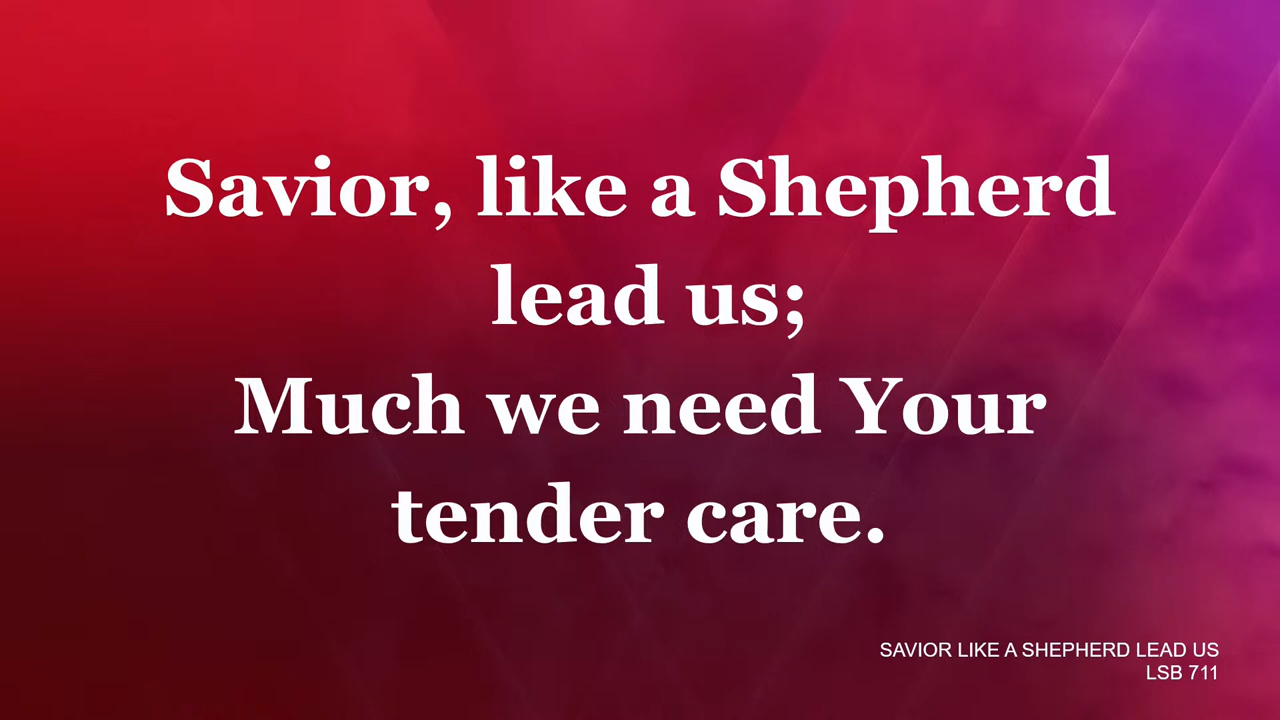 Savior, like a Shepherd
lead us;
Much we need Your
tender care.
SAVIOR LIKE A SHEPHERD LEAD US
LSB 711